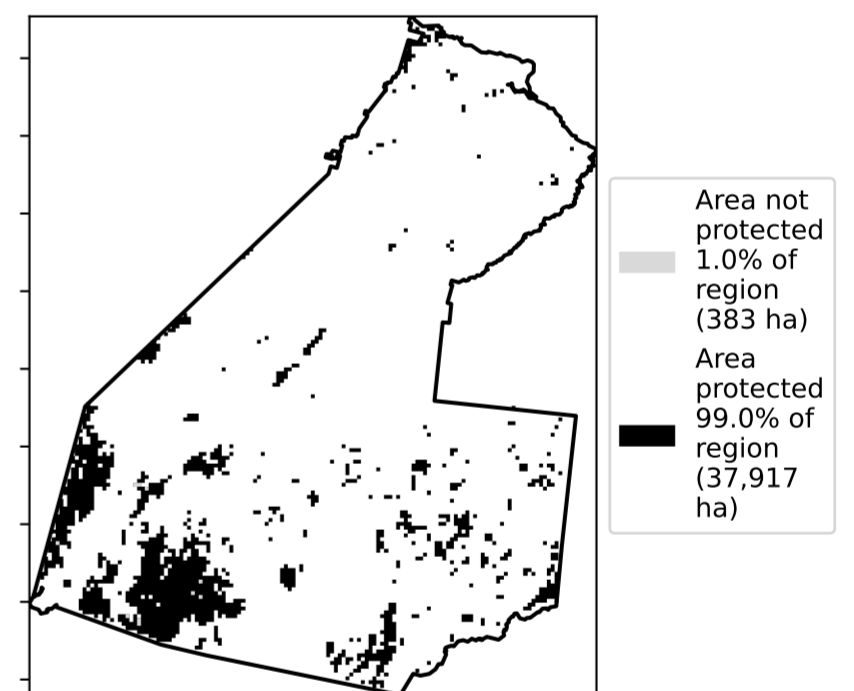 Area not
protected
1.0% of
region
(383 ha)
Area
protected
99.0% of
region
(37,917
ha)